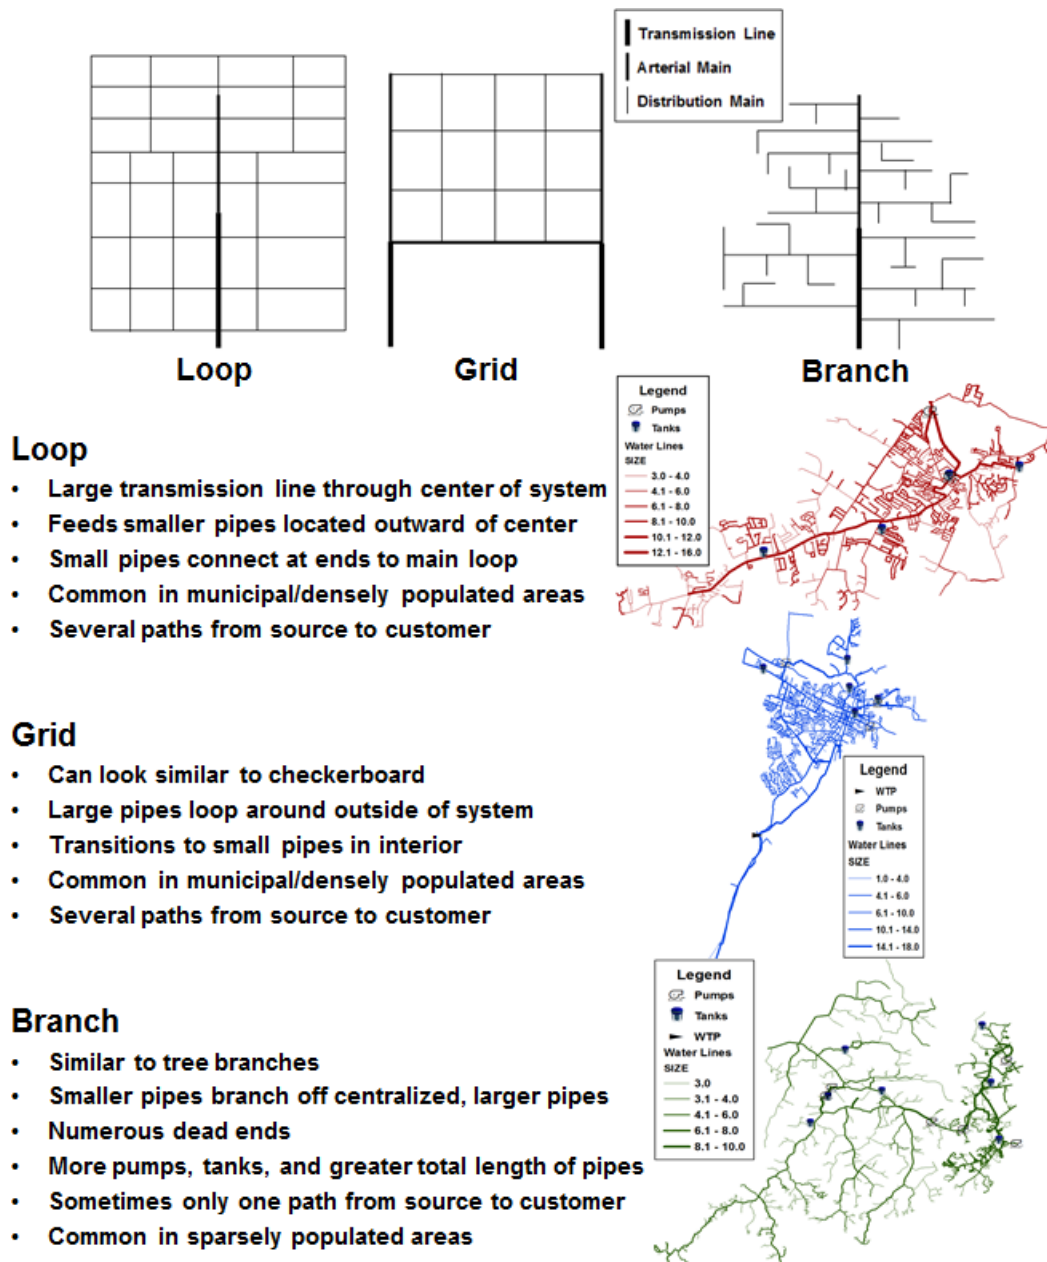 Transmission Line
Arterial Main
Distribution Main
Loop
Grid
Branch
Legend
Pumps
Tanks
Water Lines
SIZE
3.0 - 4.0
4.1 - 6.0
6.1 - 8.0
8.1 - 10.0
10.1 - 12.0
12.1 - 16.0
Loop
• Large transmission line through center of system
• Feeds smaller pipes located outward of center
• Small pipes connect at ends to main loop
• Common in municipal/densely populated areas
• Several paths from source to customer
Grid
• Can look similar to checkerboard
• Large pipes loop around outside of system
• Transitions to small pipes in interior
• Common in municipal/densely populated areas
• Several paths from source to customer
Legend
WTP
Pumps
Tanks
Water Lines
SIZE
1.0 - 4.0
4.1 - 6.0
6.1 - 10.0
10.1 - 14.0
14.1 - 18.0
Legend
Pumps
Tanks
WTP
Water Lines
SIZE
3.0
3.1 - 4.0
4.1 - 6.0
6.1 - 8.0
8.1 - 10.0
Branch
• Similar to tree branches
• Smaller pipes branch off centralized, larger pipes
• Numerous dead ends
• More pumps, tanks, and greater total length of pipes
• Sometimes only one path from source to customer
• Common in sparsely populated areas